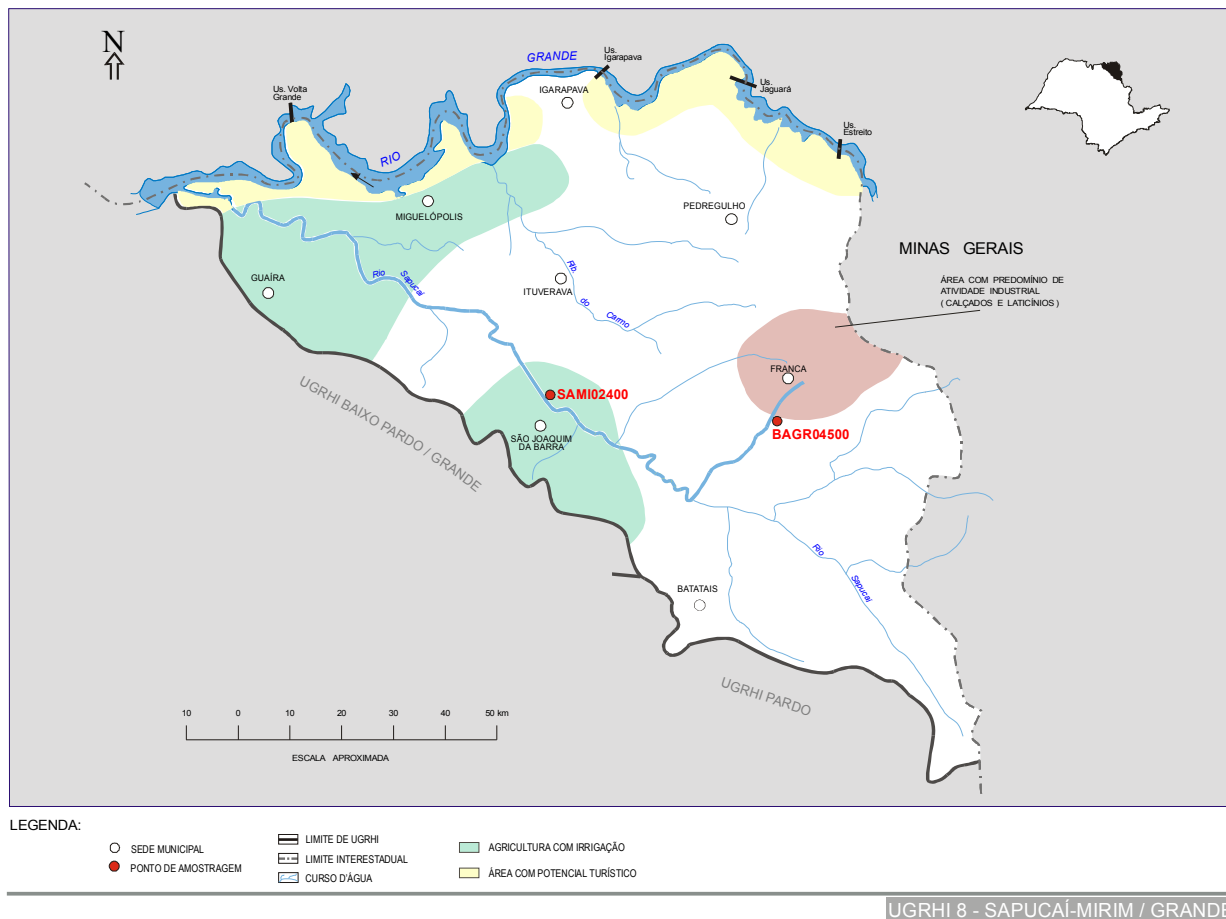 N
RIO
GRANDE
Us.
Igarapava
IGARAPAVA
Us. Volta
Grande
Us.
Jaguará
Us.
Estreito
MIGUELÓPOLIS
PEDREGULHO
MINAS GERAIS
ÁREA COM PREDOMÍNIO DE
ATIVIDADE INDUSTRIAL
( CALÇADOS E LATICÍNIOS )
GUAÍRA
Rio
Sapucaí
ITUVERAVA
Rib.
do
Carmo
FRANCA
SAMI02400
BAGR04500
SÃO JOAQUIM
DA BARRA
UGRHI BAIXO PARDO / GRANDE
Rio
Sapucaí
BATATAIS
UGRHI PARDO
10 0 10 20 30 40 50 km
ESCALA APROXIMADA
LEGENDA:
SEDE MUNICIPAL
PONTO DE AMOSTRAGEM
LIMITE DE UGRHI
LIMITE INTERESTADUAL
CURSO D'ÁGUA
AGRICULTURA COM IRRIGAÇÃO
ÁREA COM POTENCIAL TURÍSTICO
UGRHI 8 - SAPUCAÍ-MIRIM / GRANDE